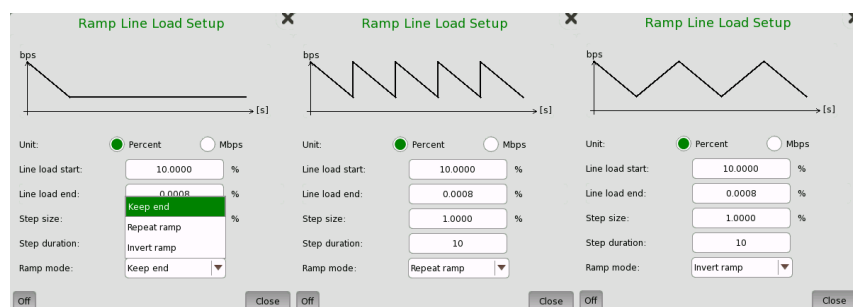 Ramp Line Load Setup
bps
[s]
Unit: Percent Mbps
Line load start: 10.0000 %
Line load end: 0.0008 %
Keep end
Step size: %
Repeat ramp
Step duration:
Invert ramp
Ramp mode: Keep end
Off Close
Ramp Line Load Setup
bps
[s]
Unit: Percent Mbps
Line load start: 10.0000 %
Line load end: 0.0008 %
Step size: 1.0000 %
Step duration: 10
Ramp mode: Repeat ramp
Off Close
Ramp Line Load Setup
bps
[s]
Unit: Percent Mbps
Line load start: 10.0000 %
Line load end: 0.0008 %
Step size: 1.0000 %
Step duration: 10
Ramp mode: Invert ramp
Off Close